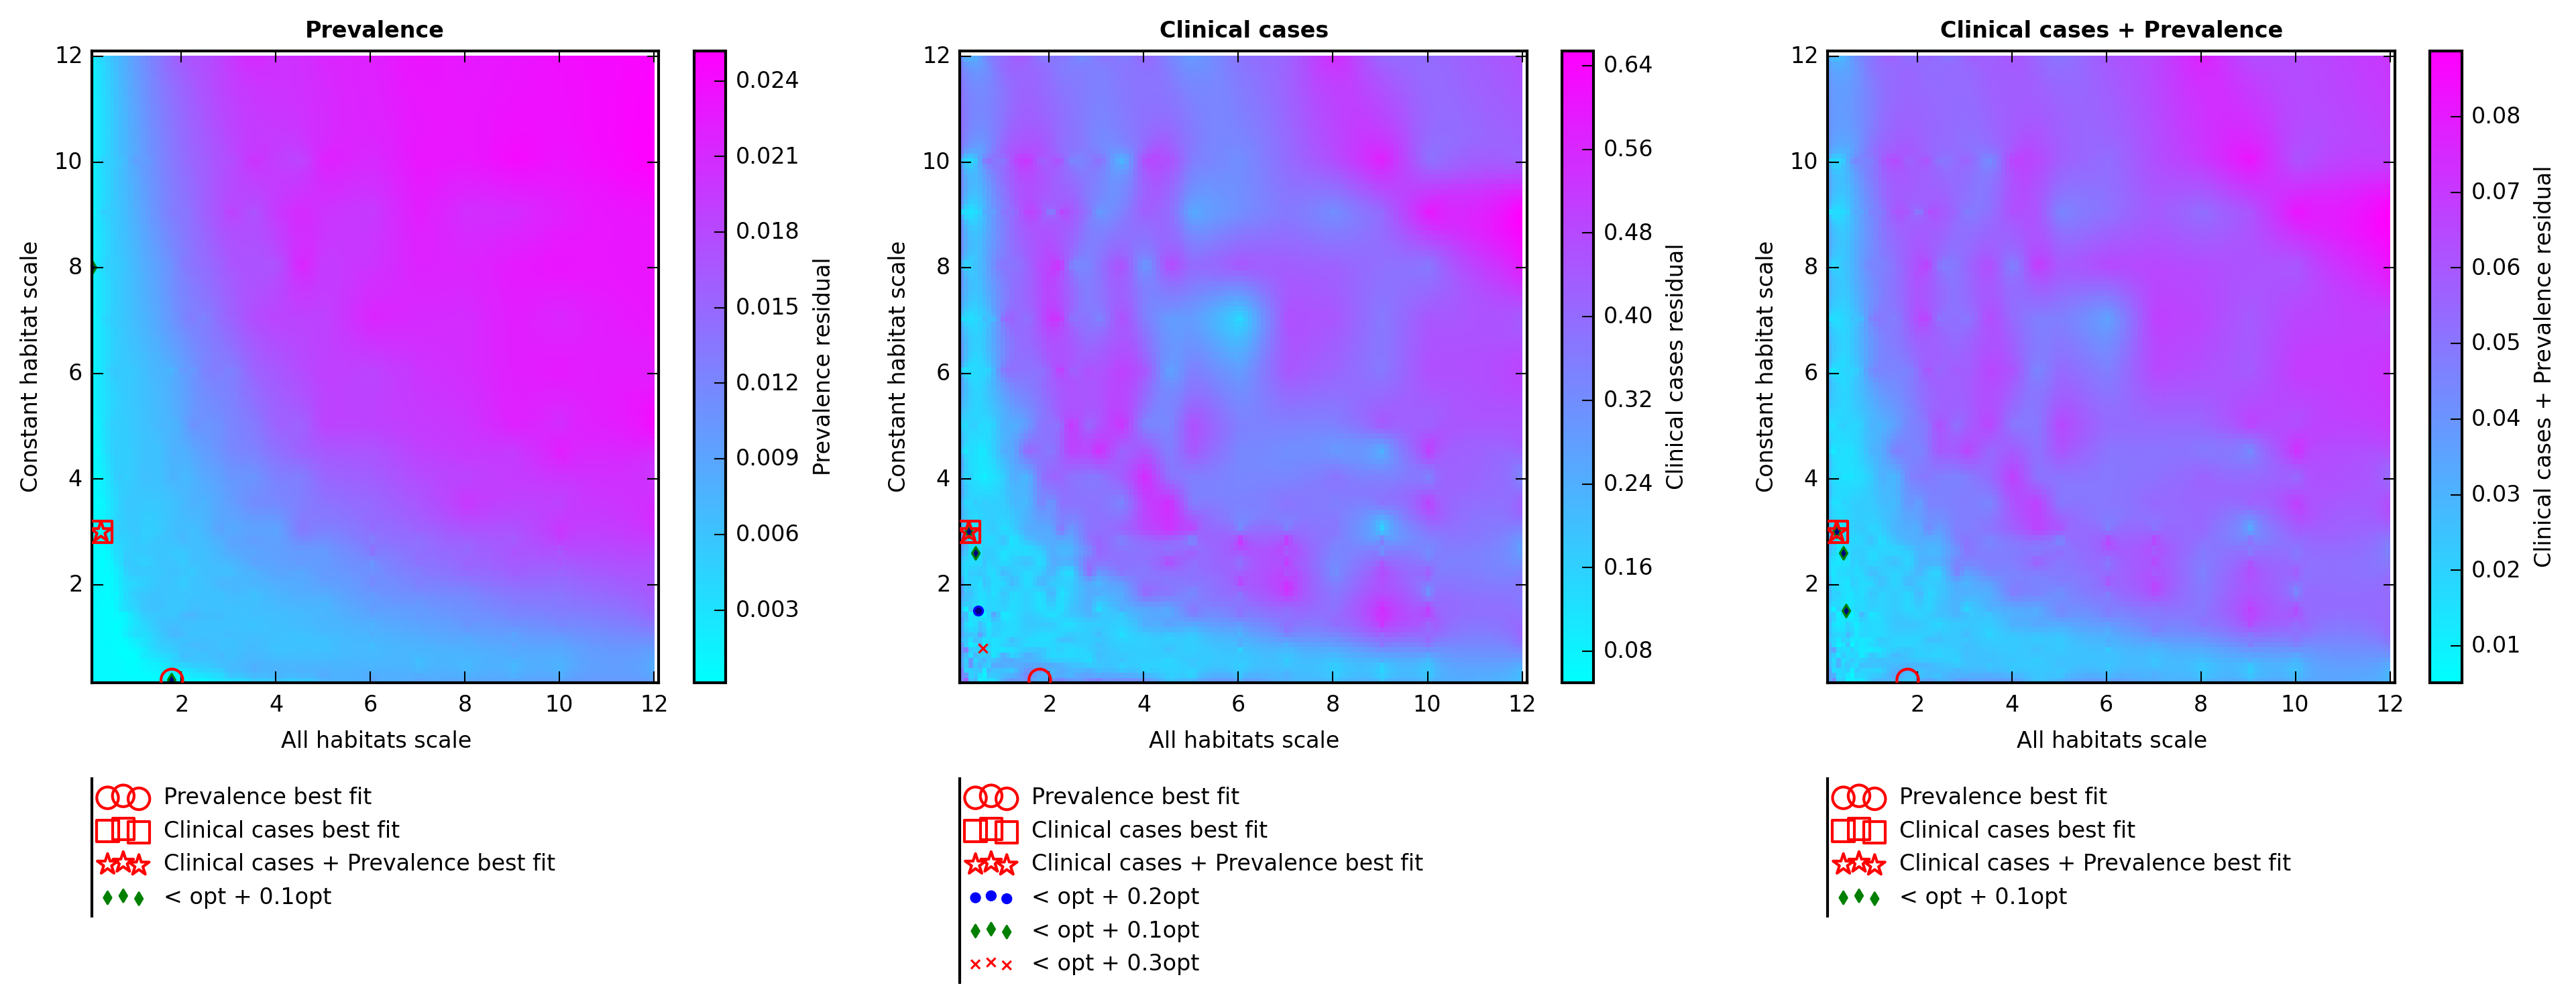 Prevalence
12
10
8
6
4
2
Constant habitat scale
2 4 6 8 10 12
All habitats scale
0.024
0.021
0.018
0.015
0.012
0.009
0.006
0.003
Prevalence residual
Prevalence best fit
Clinical cases best fit
Clinical cases + Prevalence best fit
< opt + 0.1opt
Clinical cases
12
10
8
6
4
2
Constant habitat scale
2 4 6 8 10 12
All habitats scale
0.64
0.56
0.48
0.40
0.32
0.24
0.16
0.08
Clinical cases residual
Prevalence best fit
Clinical cases best fit
Clinical cases + Prevalence best fit
< opt + 0.2opt
< opt + 0.1opt
< opt + 0.3opt
Clinical cases + Prevalence
12
10
8
6
4
2
Constant habitat scale
2 4 6 8 10 12
All habitats scale
0.08
0.07
0.06
0.05
0.04
0.03
0.02
0.01
Clinical cases + Prevalence residual
Prevalence best fit
Clinical cases best fit
Clinical cases + Prevalence best fit
< opt + 0.1opt